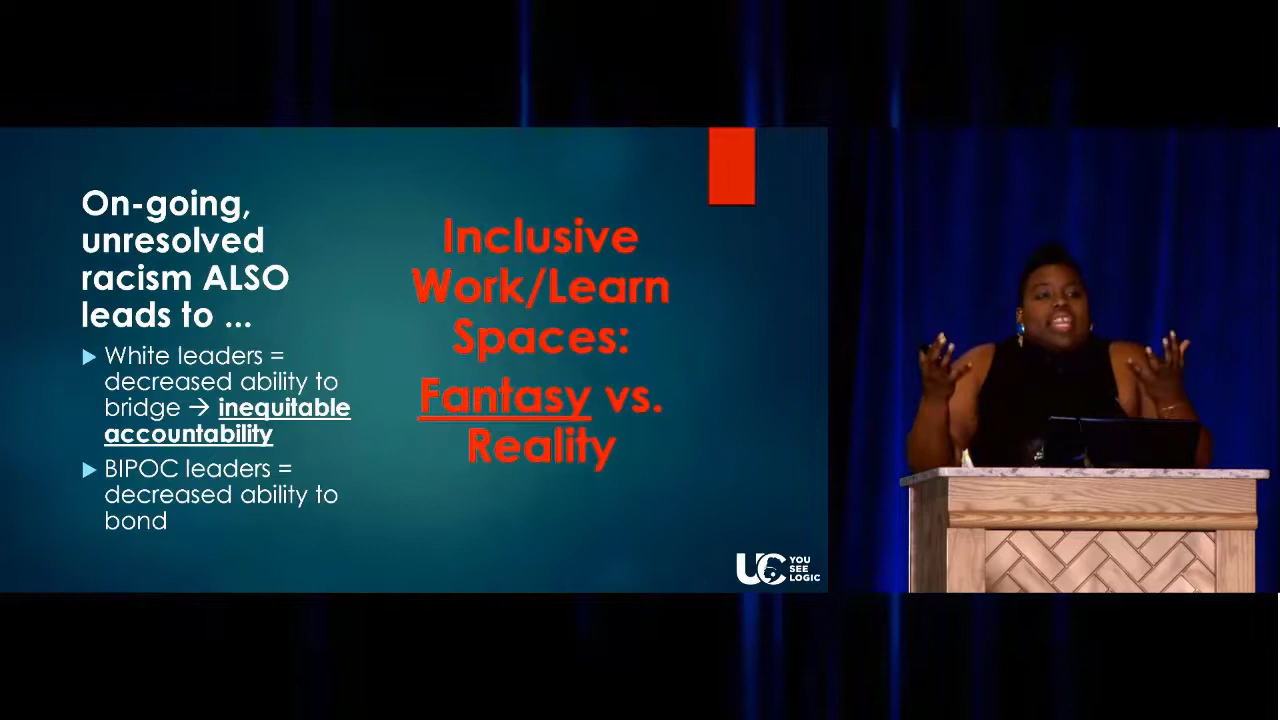 On-going,
unresolved
racism ALSO
leads to ...
White leaders =
decreased ability to
bridge → inequitable
accountability
BIPOC leaders =
decreased ability to
bond
Inclusive
Work/Learn
Spaces:
Fantasy vs.
Reality
UC YOU
SEE
LOGIC